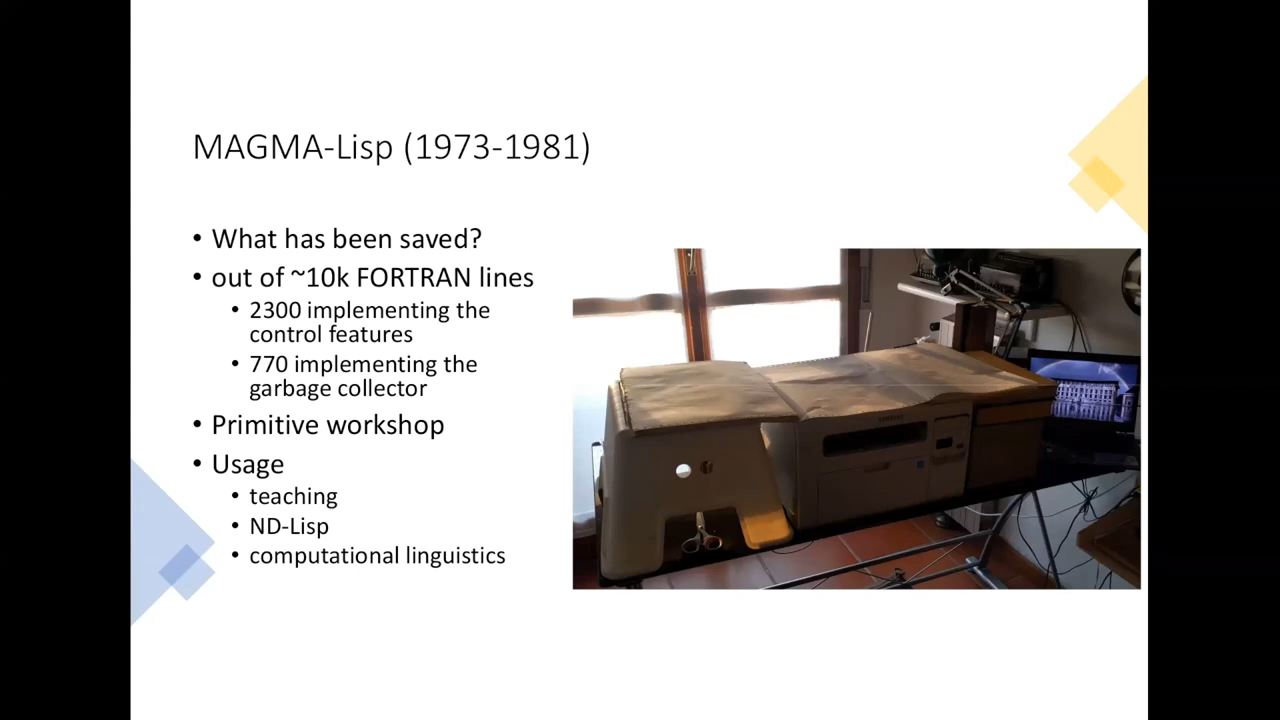 MAGMA-Lisp (1973-1981)
• What has been saved?
• out of ~10k FORTRAN lines
• 2300 implementing the
control features
• 770 implementing the
garbage collector
• Primitive workshop
• Usage
• teaching
• ND-Lisp
• computational linguistics